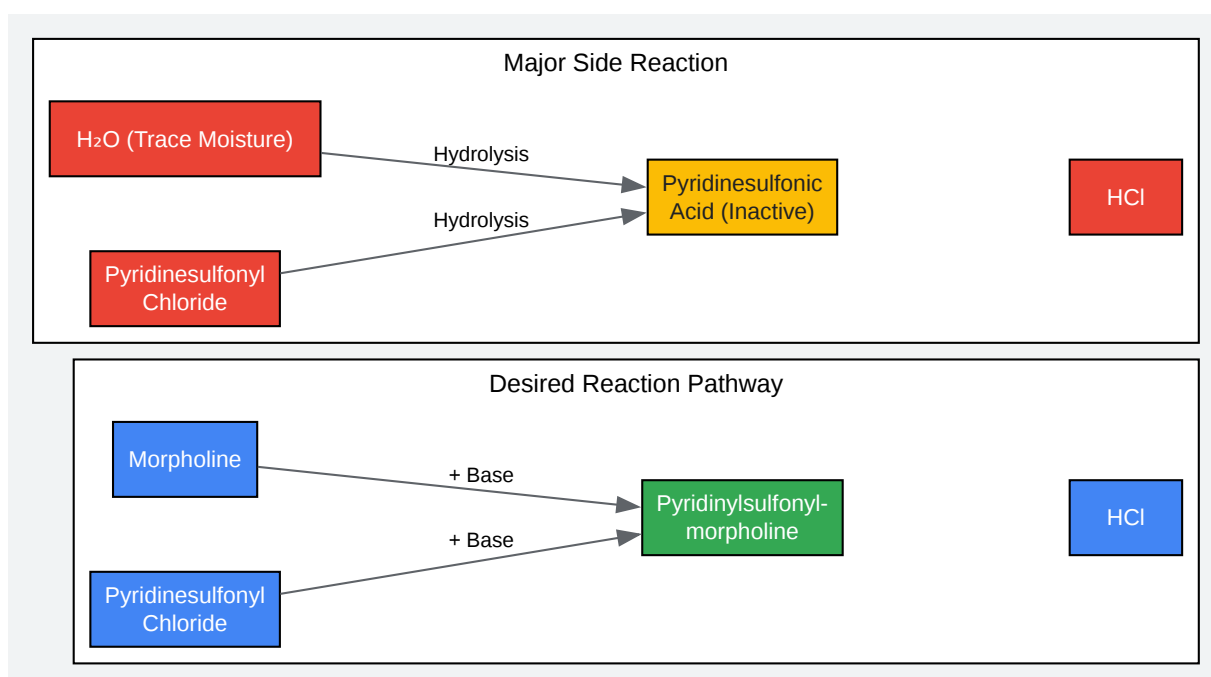 Major Side Reaction
H₂O (Trace Moisture)
Hydrolysis
Pyridinesulfonic
Acid (Inactive)
HCl
Hydrolysis
Pyridinesulfonyl
Chloride
Desired Reaction Pathway
Morpholine
+ Base
Pyridinylsulfonyl-
morpholine
HCl
+ Base
Pyridinesulfonyl
Chloride